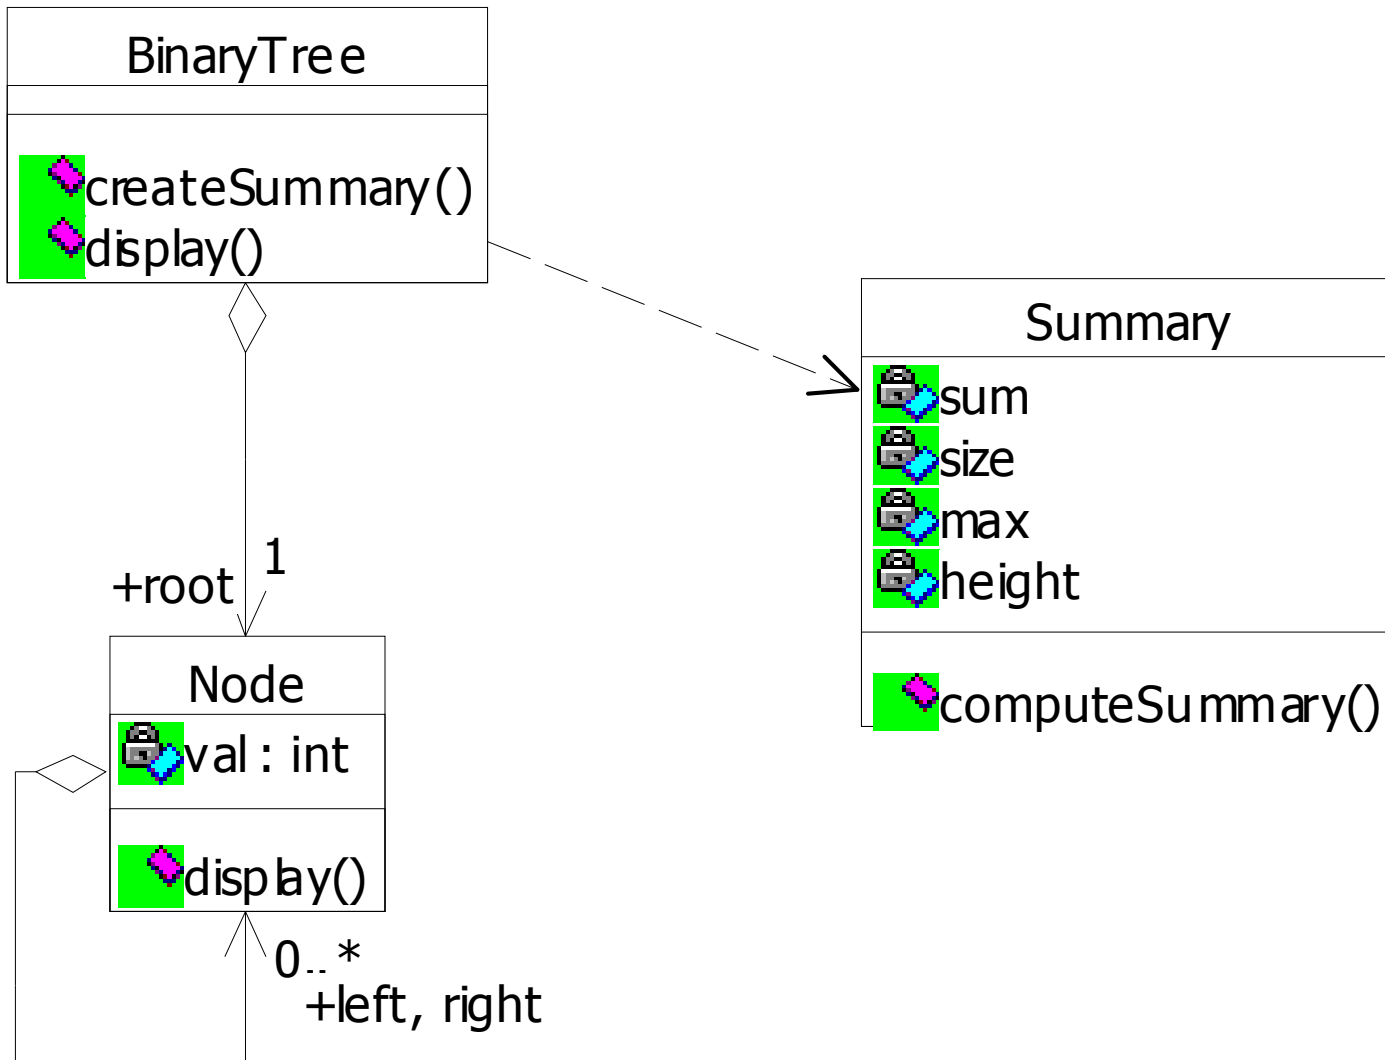 BinaryTree
createSummary()
display()
Summary
sum
size
max
height
computeSummary()
1
+root
Node
val : int
display()
0..*
+left, right